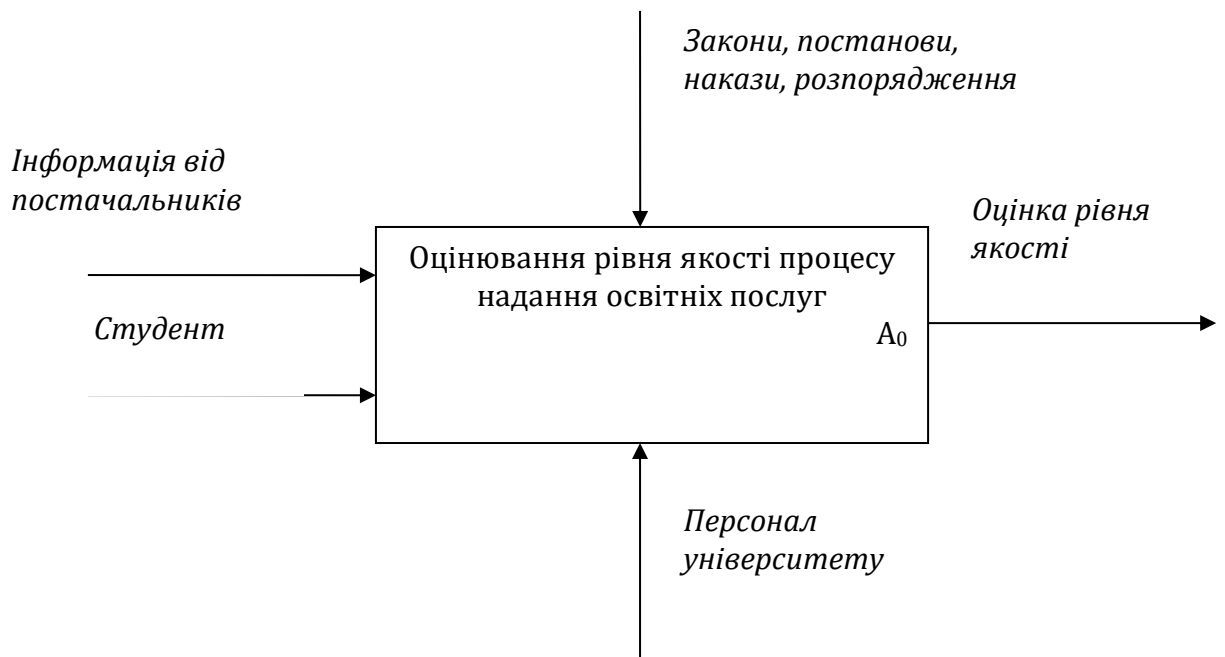 Закони, постанови,
накази, розпорядження
Інформація від
постачальників
Оцінка рівня
якості
Оцінювання рівня якості процесу
надання освітніх послуг
Студент
A₀
Персонал
університету